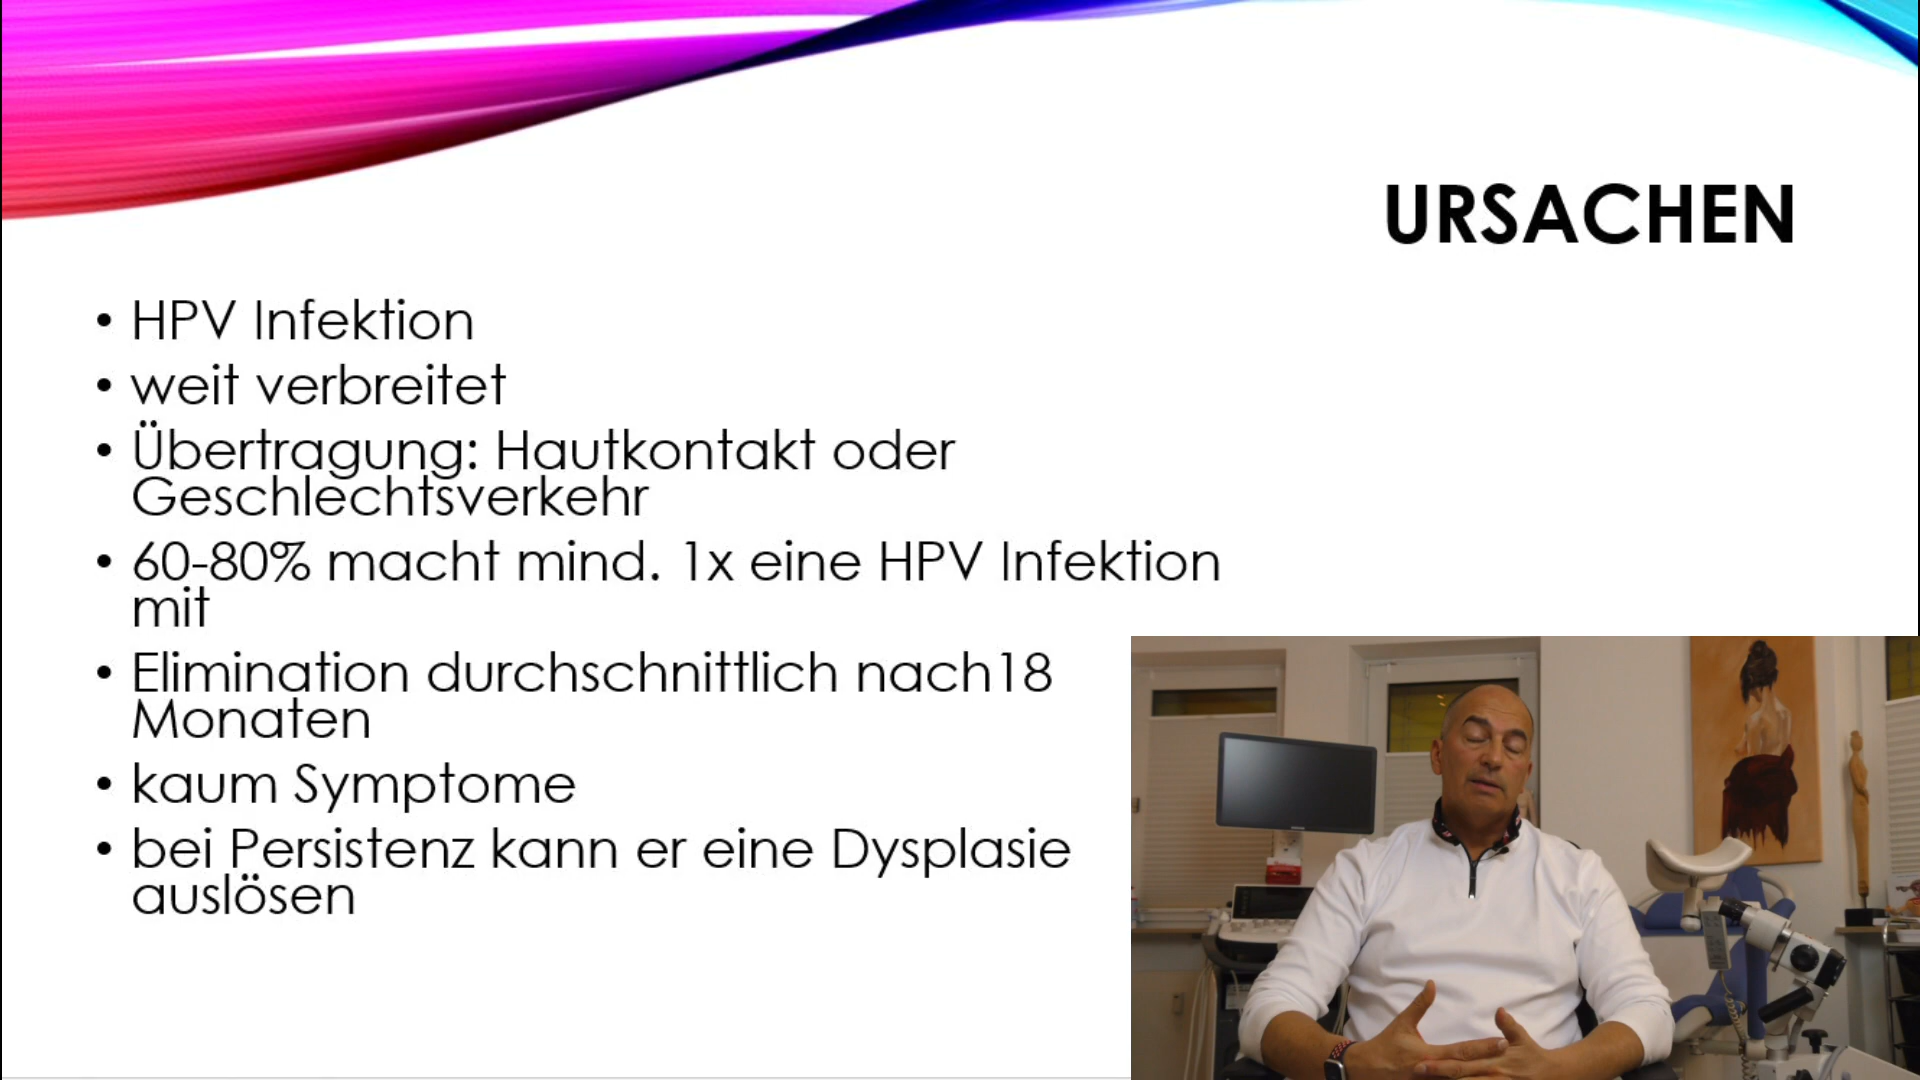 URSACHEN
• HPV Infektion
• weit verbreitet
• Übertragung: Hautkontakt oder
Geschlechtsverkehr
• 60-80% macht mind. 1x eine HPV Infektion
mit
• Elimination durchschnittlich nach18
Monaten
• kaum Symptome
• bei Persistenz kann er eine Dysplasie
auslösen